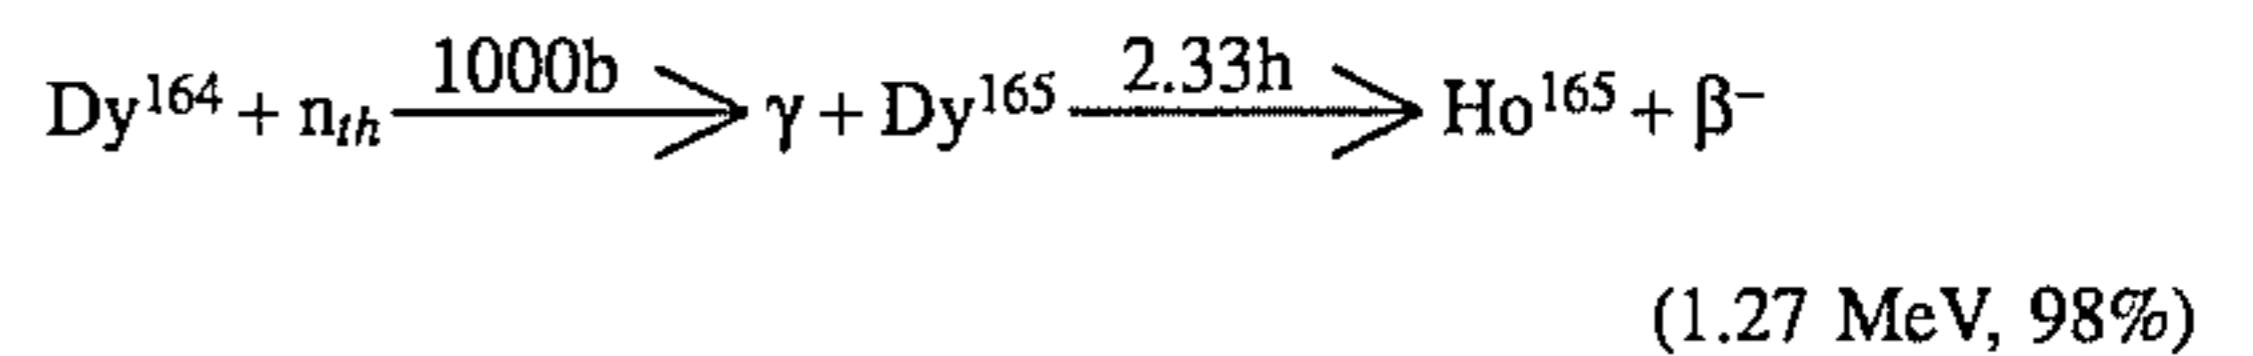 Dy¹⁶⁴ + nₜₕ 1000b → γ + Dy¹⁶⁵ 2.33h → Ho¹⁶⁵ + β⁻
(1.27 MeV, 98%)